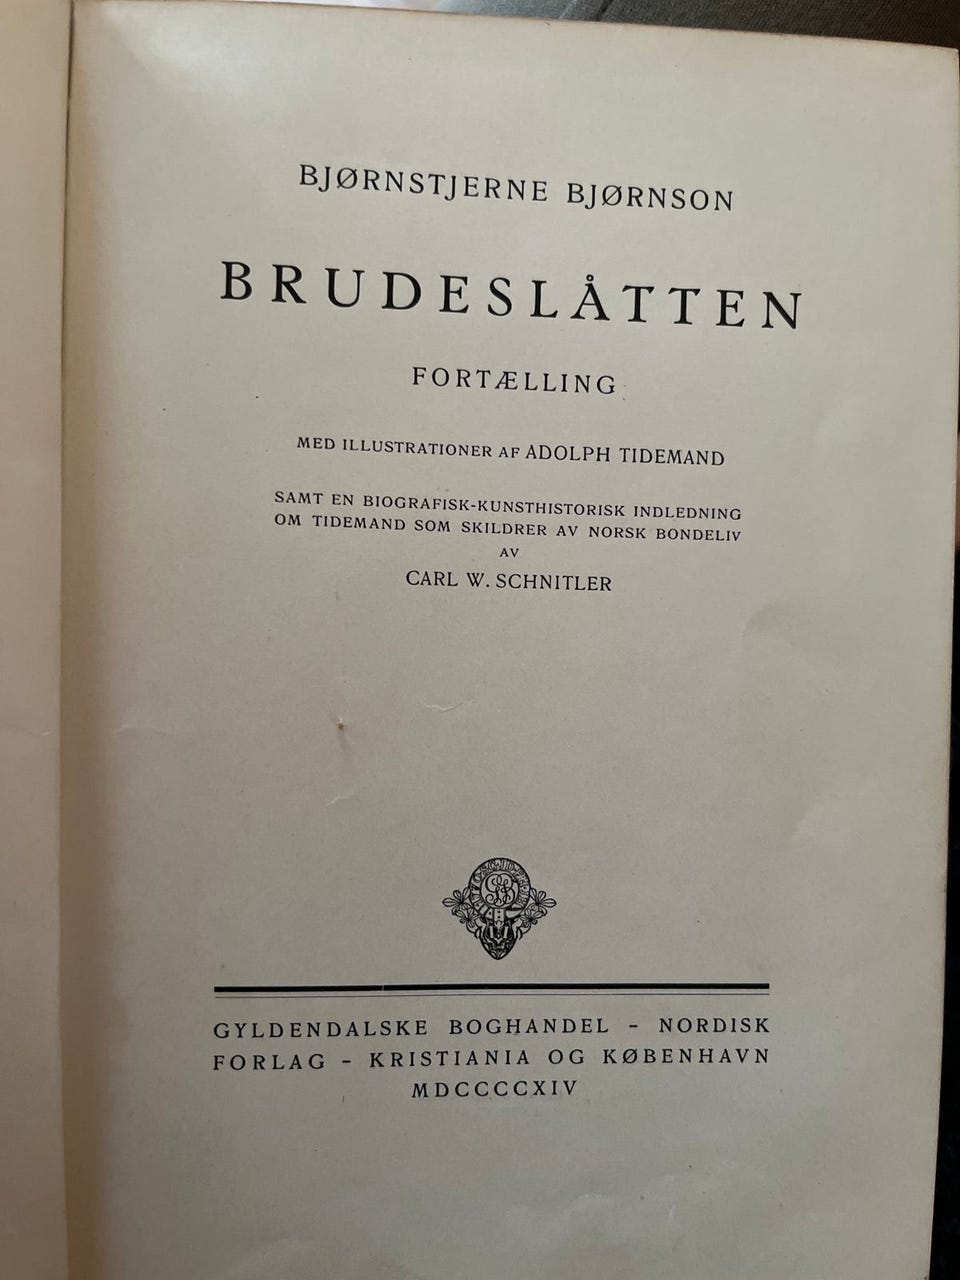 BJØRNSTJERNE BJØRNSON
BRUDESLÅTTEN
FORTÆLLING
MED ILLUSTRATIONER AF ADOLPH TIDEMAND
SAMT EN BIOGRAFISK-KUNSTHISTORISK INDLEDNING
OM TIDEMAND SOM SKILDRER AV NORSK BONDELIV
AV
CARL W. SCHNITLER
GYLDENDALSKE BOGHANDEL - NORDISK
FORLAG - KRISTIANIA OG KØBENHAVN
MDCCCCXIV